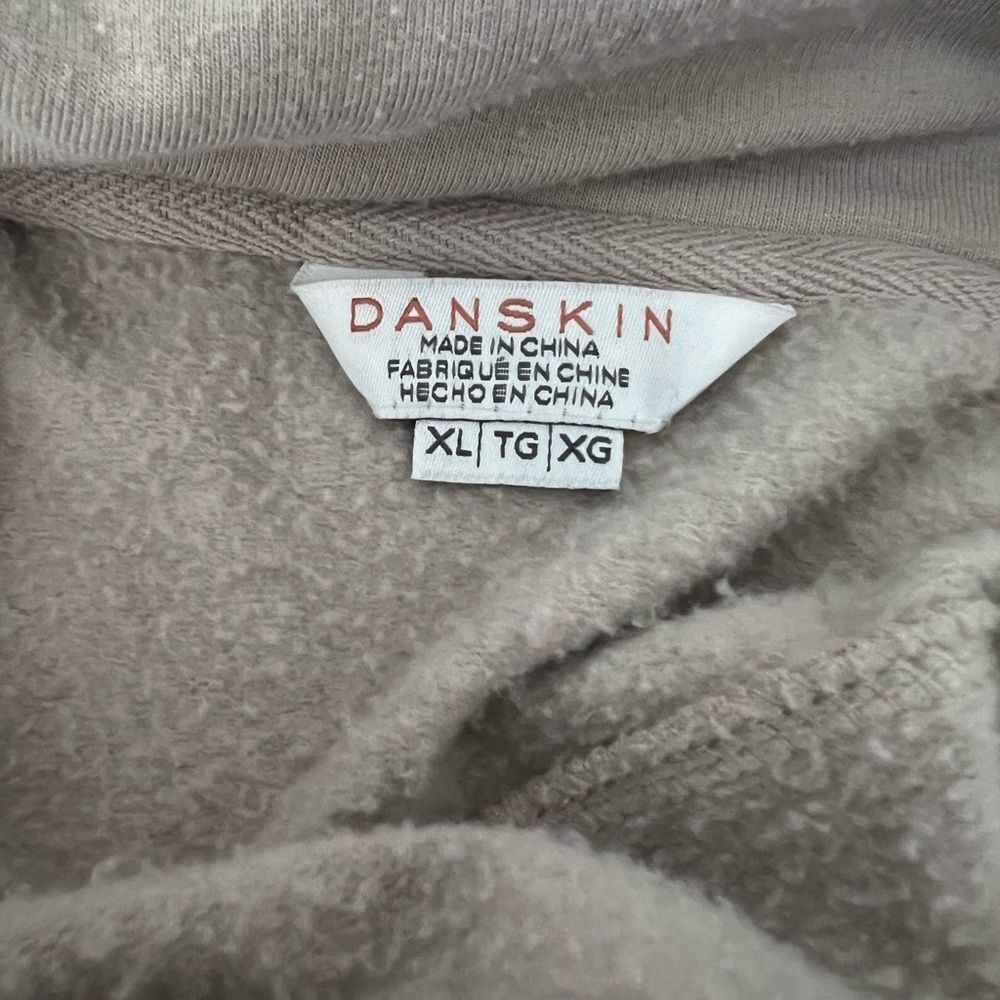 DANSKIN
MADE IN CHINA
FABRIQUÉ EN CHINE
HECHO EN CHINA
XL|TG|XG